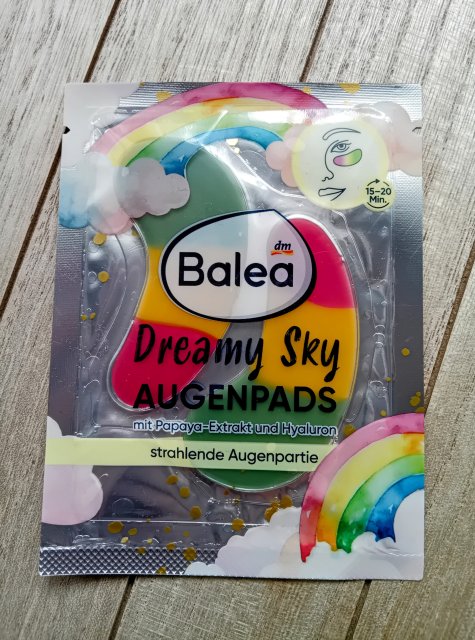 15-20
Min.
dm
Balea
Dreamy Sky
AUGENPADS
mit Papaya-Extrakt und Hyaluron
strahlende Augenpartie